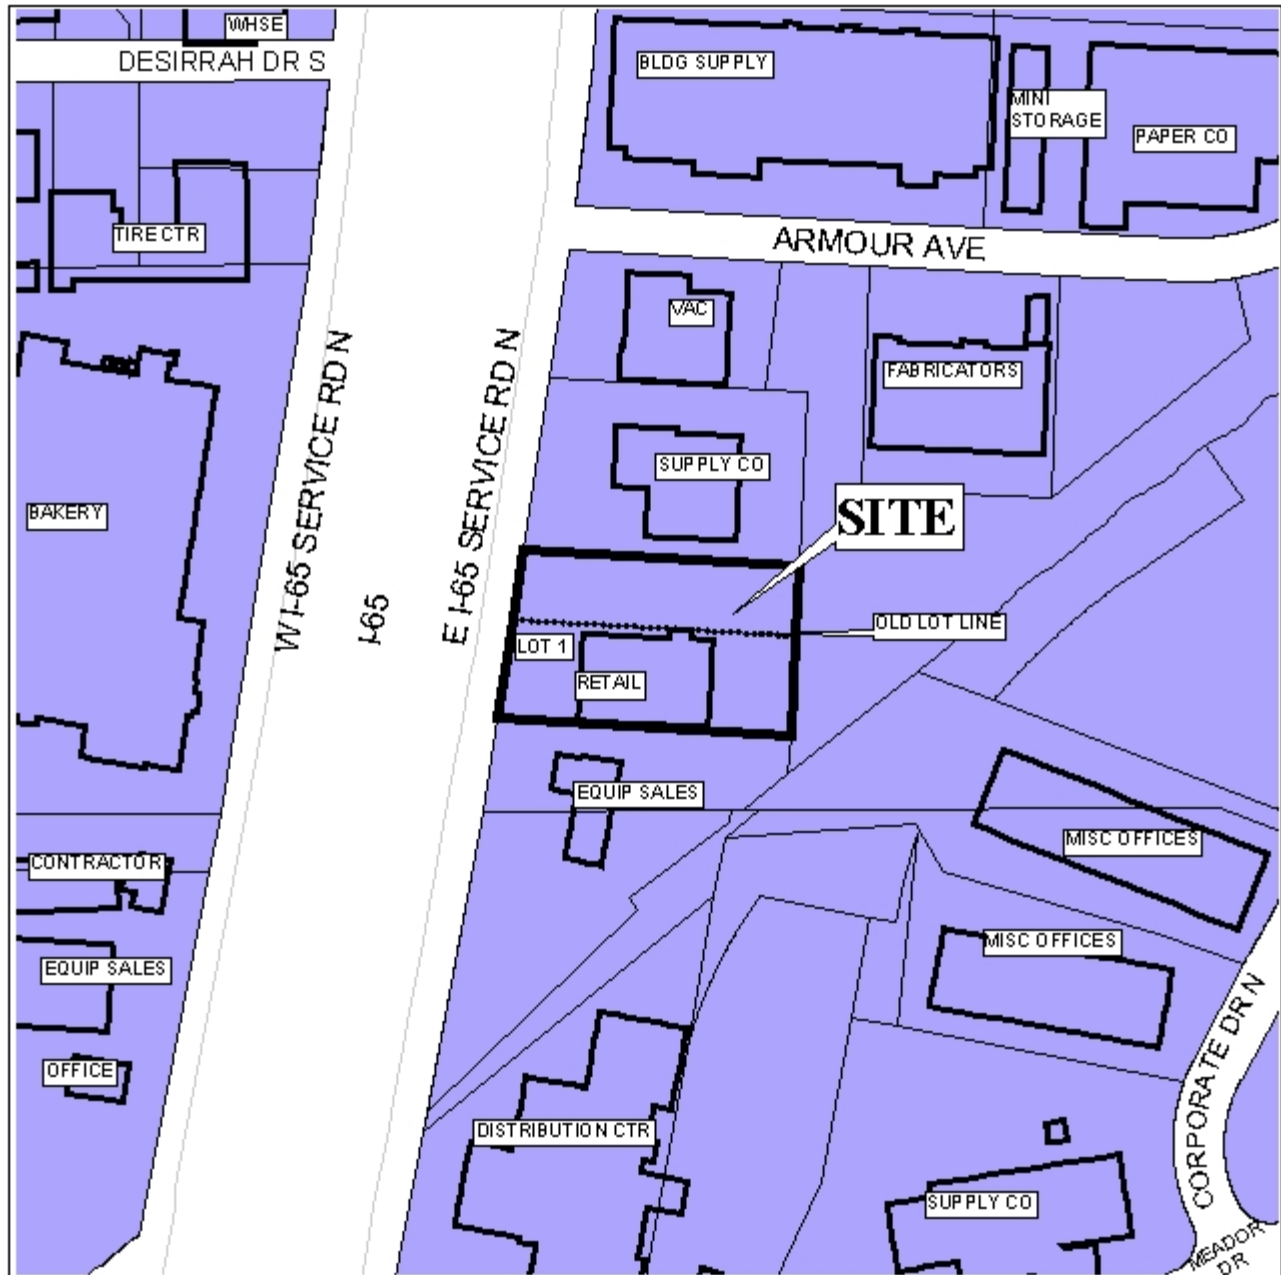 WHSE
DESIRRAH DR S
BLDG SUPPLY
MINI
STORAGE
PAPER CO
TIRE CTR
ARMOUR AVE
VAC
FABRICATORS
SUPPLY CO
BAKERY
SITE
W I-65 SERVICE RD N
I-65
E I-65 SERVICE RD N
OLD LOT LINE
LOT 1
RETAIL
EQUIP SALES
MISC OFFICES
CONTRACTOR
MISC OFFICES
EQUIP SALES
OFFICE
DISTRIBUTION CTR
CORPORATE DR N
SUPPLY CO
MEADOR
DR